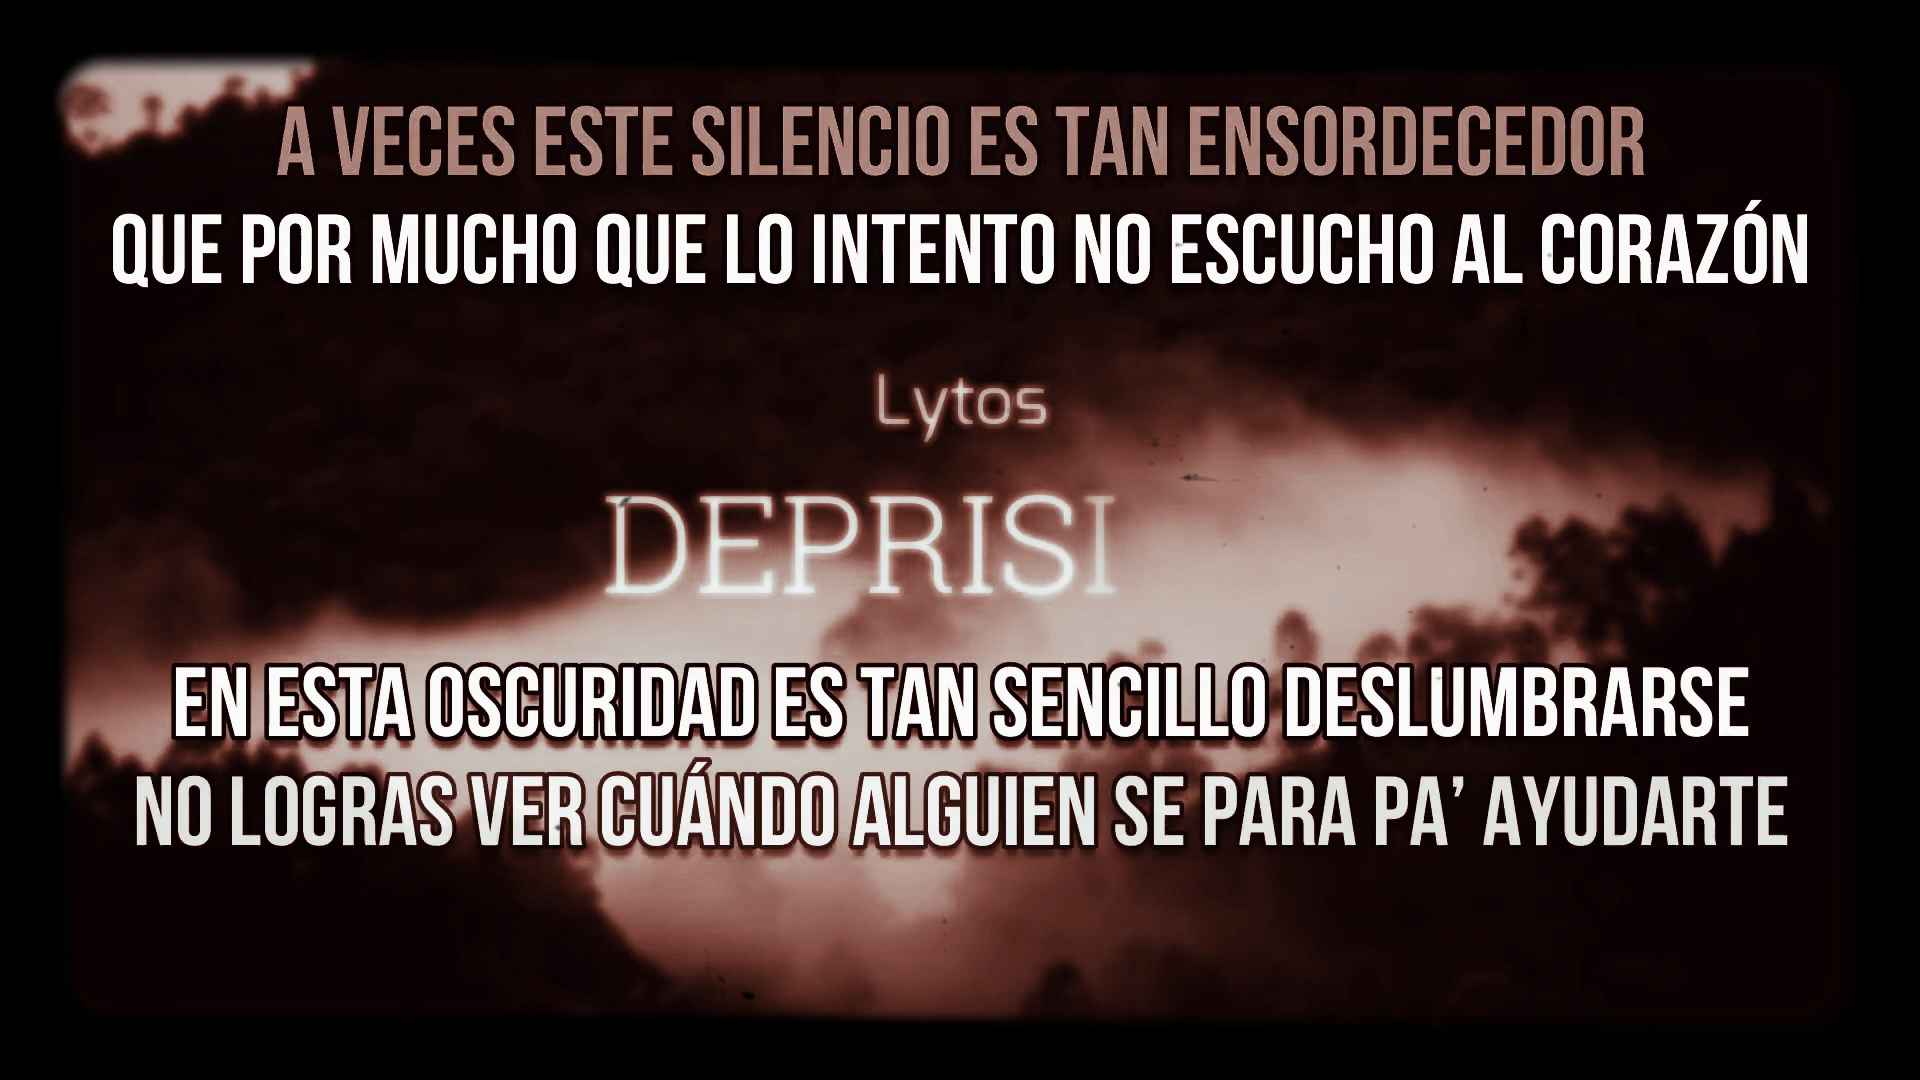 A VECES ESTE SILENCIO ES TAN ENSORDECEDOR
QUE POR MUCHO QUE LO INTENTO NO ESCUCHO AL CORAZÓN
Lytos
DEPRISI
EN ESTA OSCURIDAD ES TAN SENCILLO DESLUMBRARSE
NO LOGRAS VER CUÁNDO ALGUIEN SE PARA PA’ AYUDARTE